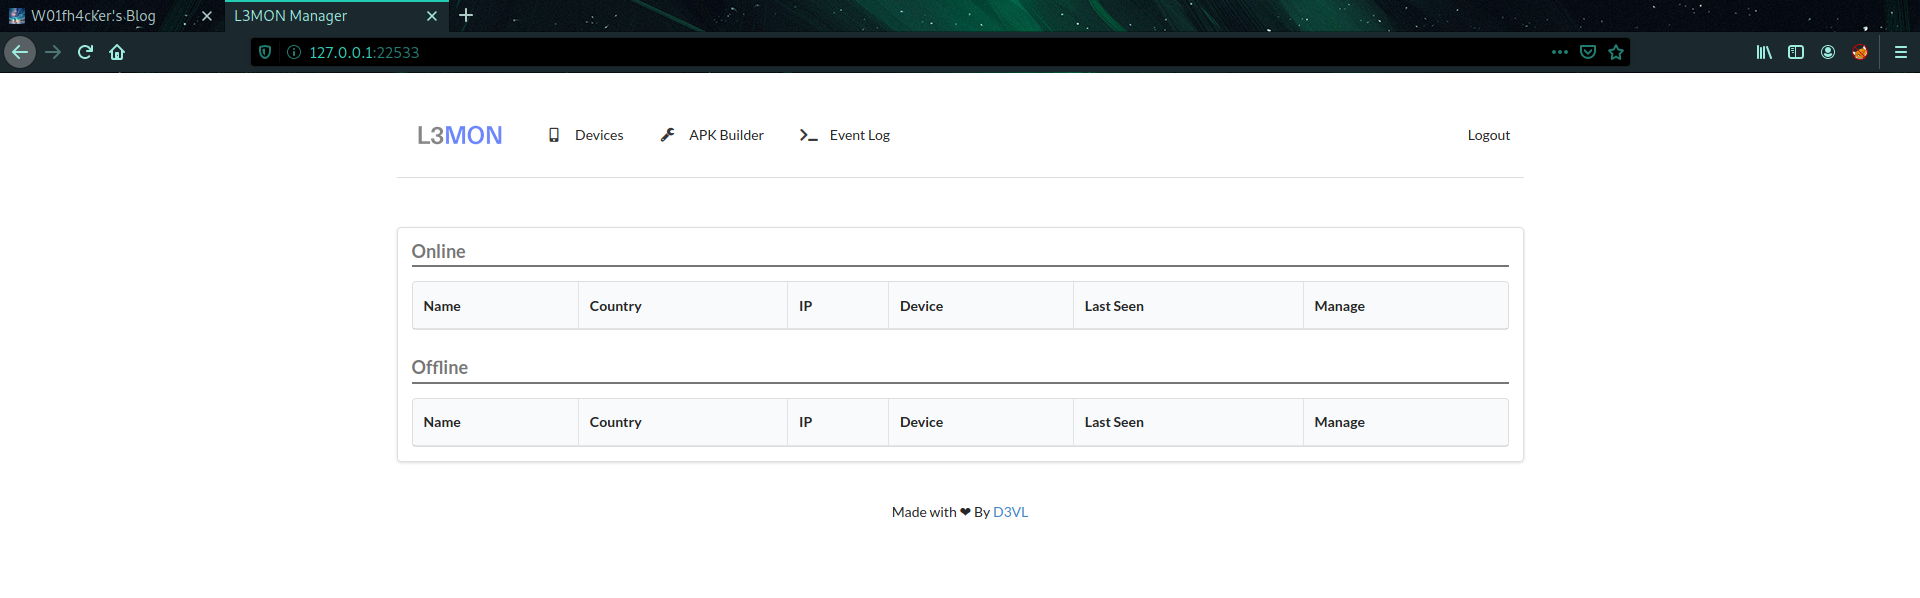 W01fh4cker's Blog
L3MON Manager
127.0.0.1:22533
L3MON Devices APK Builder Event Log Logout
Online
Name Country IP Device Last Seen Manage
Offline
Name Country IP Device Last Seen Manage
Made with ❤ By D3VL